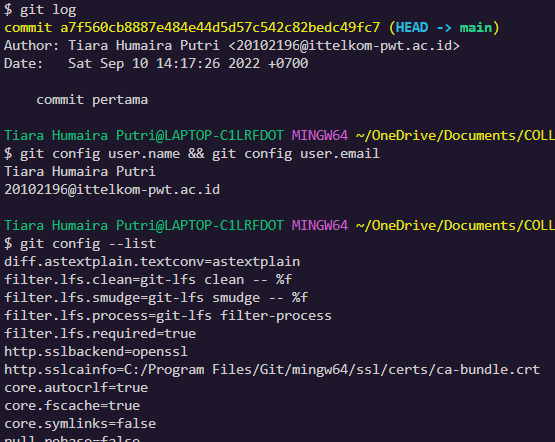 $ git log
commit a7f560cb8887e484e44d5d57c542c82bedc49fc7 (HEAD -> main)
Author: Tiara Humaira Putri <20102196@ittelkom-pwt.ac.id>
Date:   Sat Sep 10 14:17:26 2022 +0700
    commit pertama
Tiara Humaira Putri@LAPTOP-C1LRFDOT MINGW64 ~/OneDrive/Documents/COLL
$ git config user.name && git config user.email
Tiara Humaira Putri
20102196@ittelkom-pwt.ac.id
Tiara Humaira Putri@LAPTOP-C1LRFDOT MINGW64 ~/OneDrive/Documents/COLL
$ git config --list
diff.astextplain.textconv=astextplain
filter.lfs.clean=git-lfs clean -- %f
filter.lfs.smudge=git-lfs smudge -- %f
filter.lfs.process=git-lfs filter-process
filter.lfs.required=true
http.sslbackend=openssl
http.sslcainfo=C:/Program Files/Git/mingw64/ssl/certs/ca-bundle.crt
core.autocrlf=true
core.fscache=true
core.symlinks=false
pull.rebase=false